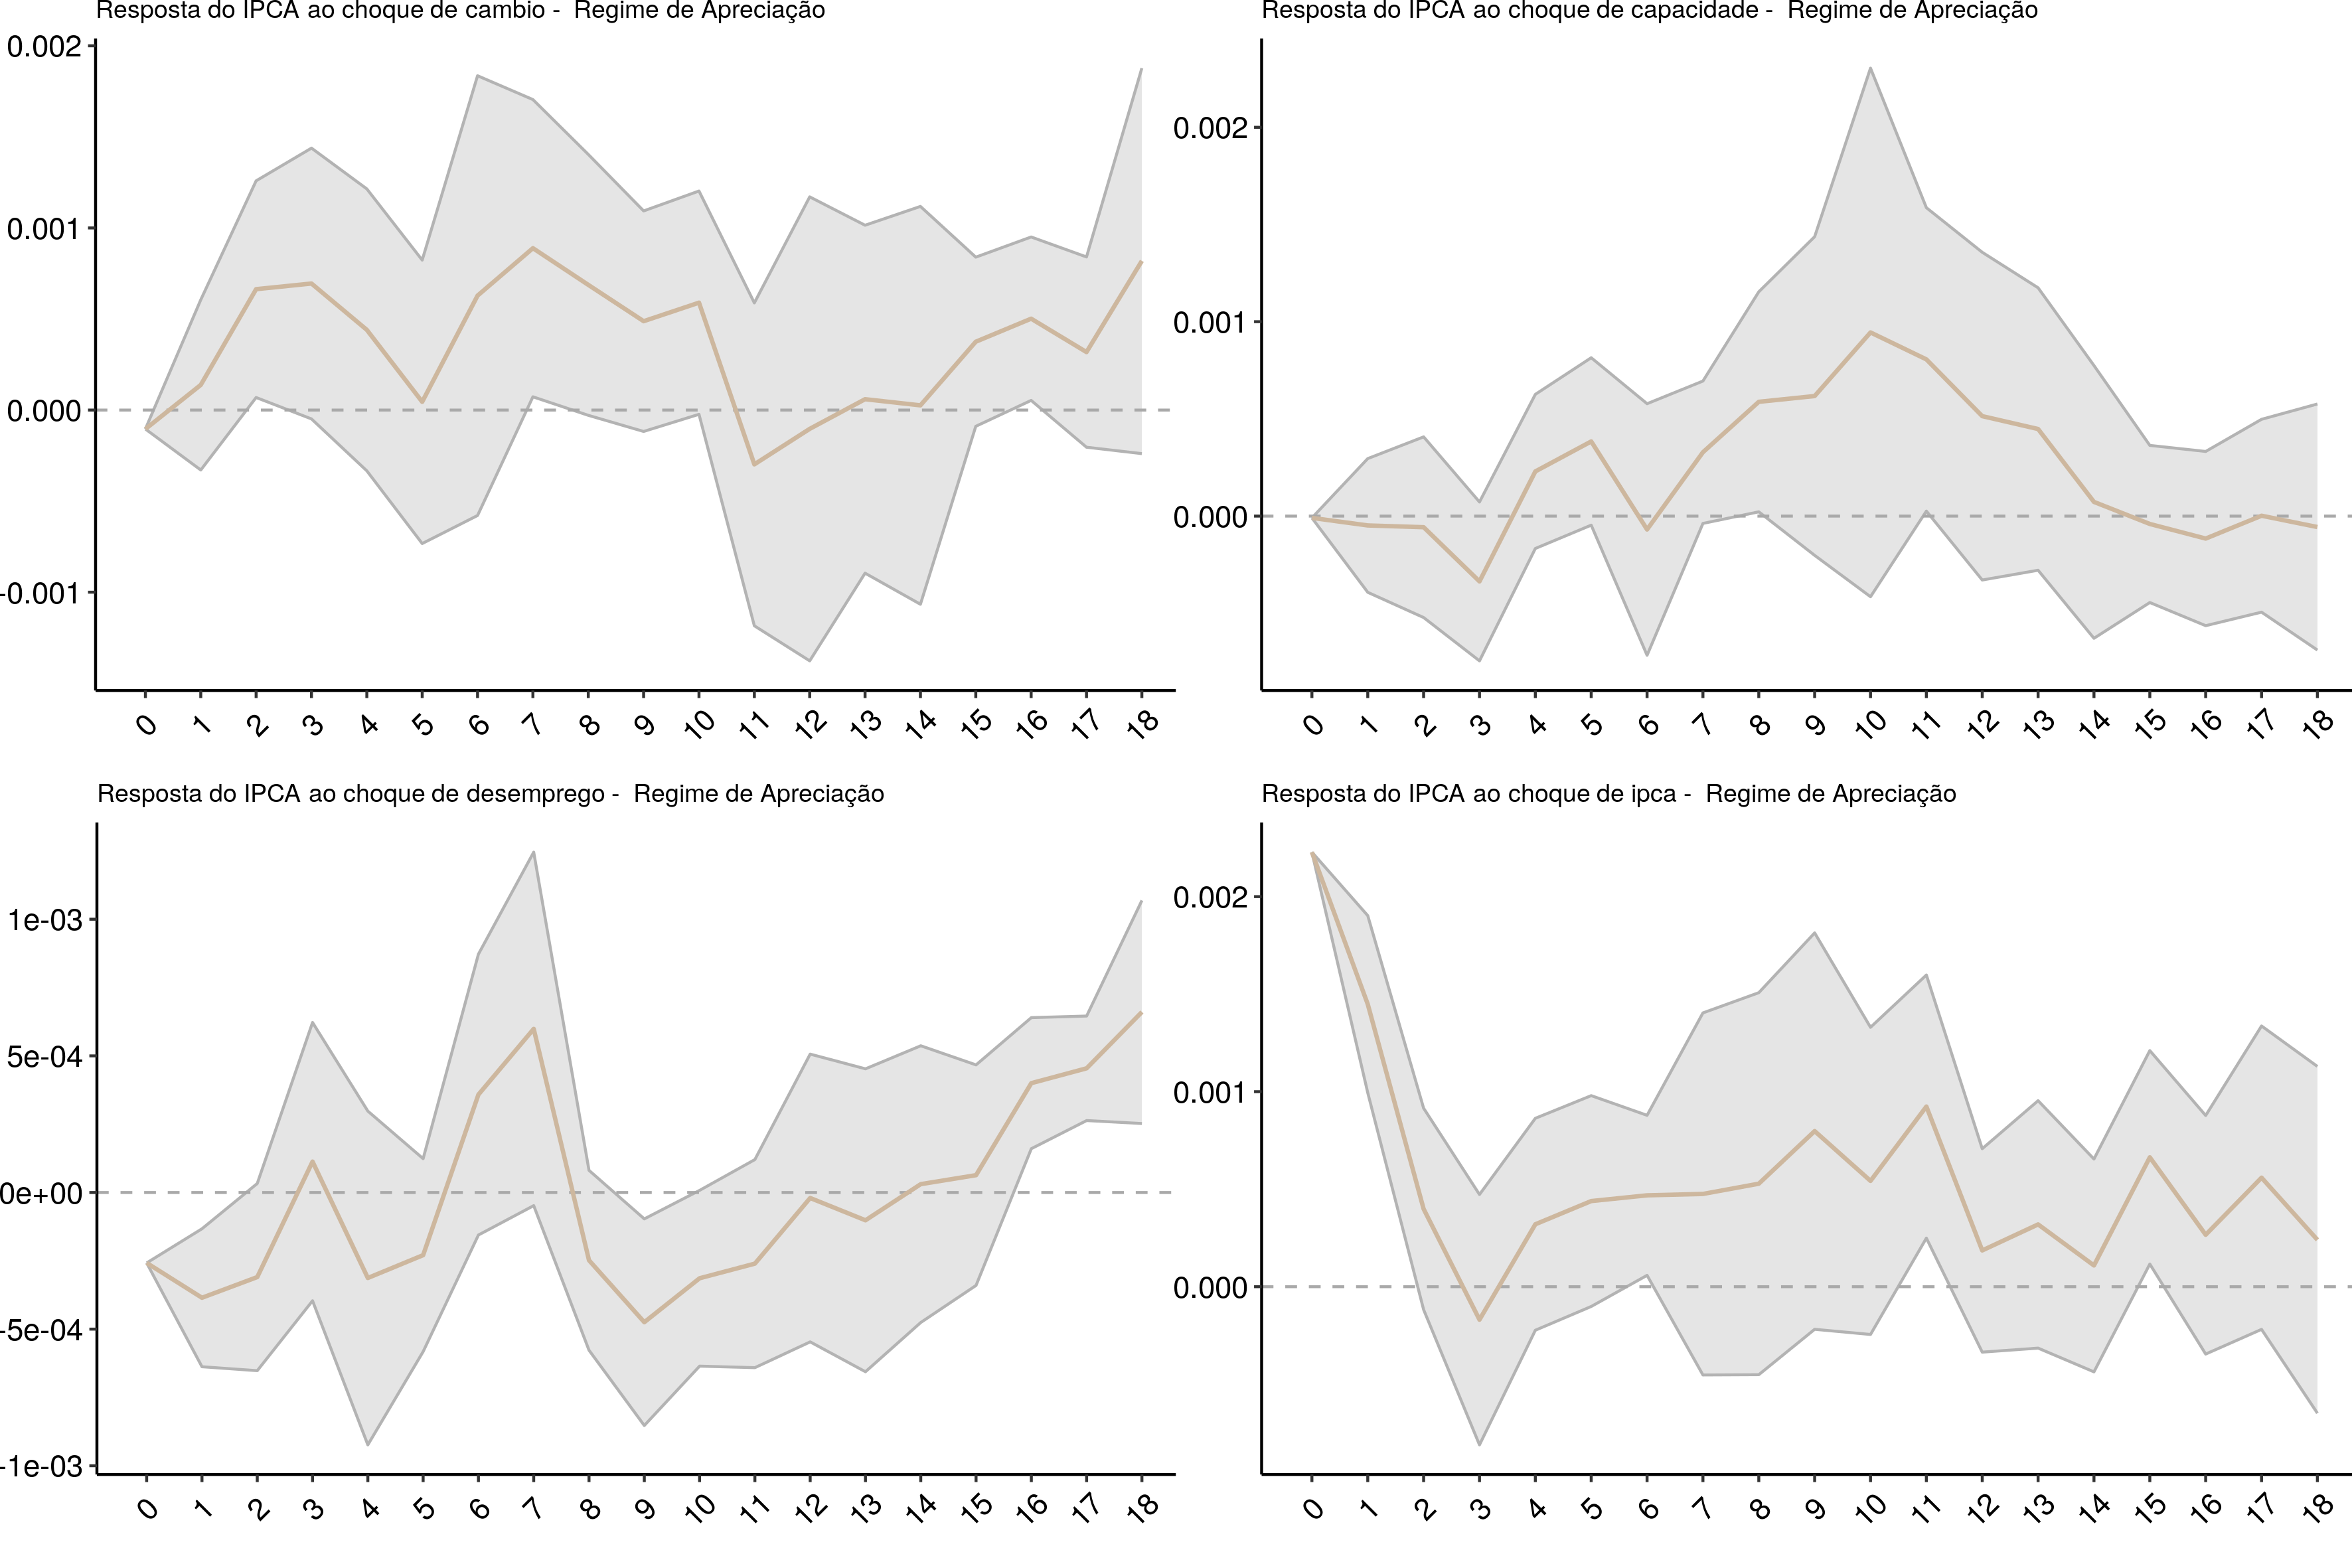 Resposta do IPCA ao choque de cambio -  Regime de Apreciação
0.002
0.001
0.000
-0.001
0 1 2 3 4 5 6 7 8 9 10 11 12 13 14 15 16 17 18
Resposta do IPCA ao choque de capacidade -  Regime de Apreciação
0.002
0.001
0.000
0 1 2 3 4 5 6 7 8 9 10 11 12 13 14 15 16 17 18
Resposta do IPCA ao choque de desemprego -  Regime de Apreciação
1e-03
5e-04
0e+00
-5e-04
-1e-03
0 1 2 3 4 5 6 7 8 9 10 11 12 13 14 15 16 17 18
Resposta do IPCA ao choque de ipca -  Regime de Apreciação
0.002
0.001
0.000
0 1 2 3 4 5 6 7 8 9 10 11 12 13 14 15 16 17 18